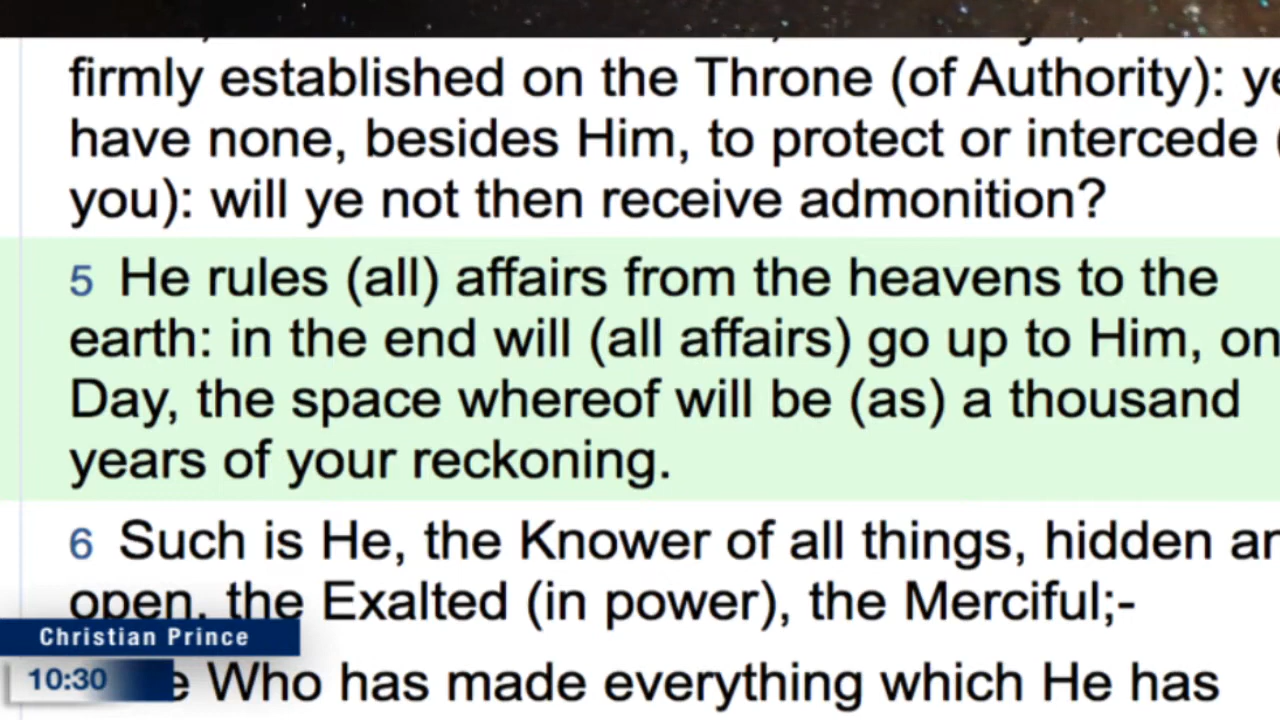 firmly established on the Throne (of Authority): ye
have none, besides Him, to protect or intercede (
you): will ye not then receive admonition?
5 He rules (all) affairs from the heavens to the
earth: in the end will (all affairs) go up to Him, on
Day, the space whereof will be (as) a thousand
years of your reckoning.
6 Such is He, the Knower of all things, hidden an
open, the Exalted (in power), the Merciful;-
Christian Prince
10:30
e Who has made everything which He has